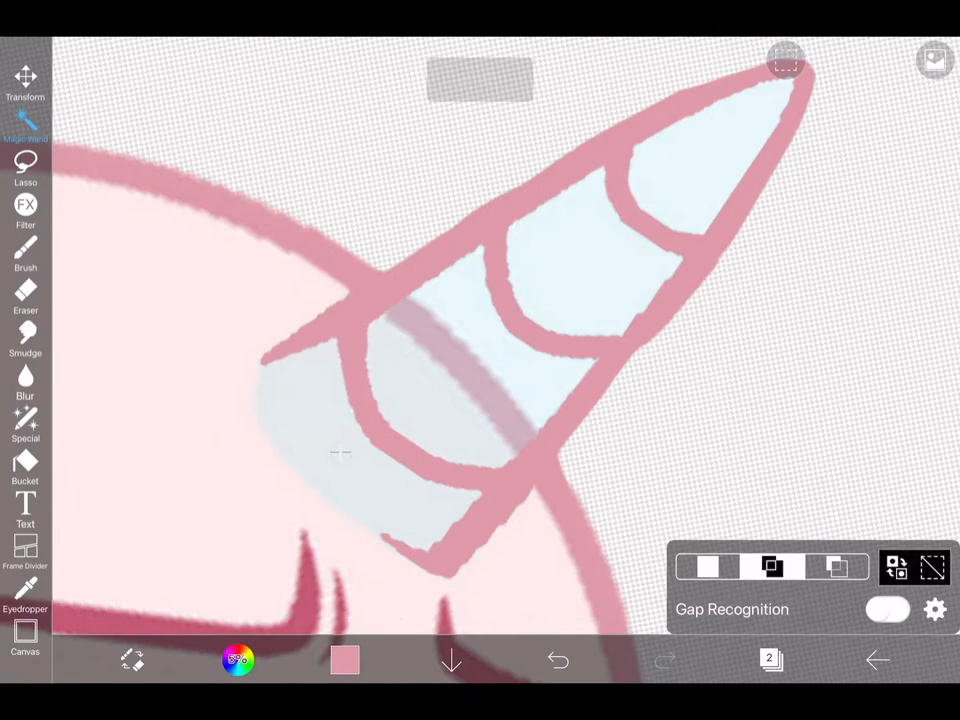 Transform
Magic Wand
Lasso
FX
Filter
Brush
Eraser
Smudge
Blur
Special
Bucket
T
Text
Frame Divider
Eyedropper
Canvas
Gap Recognition
2